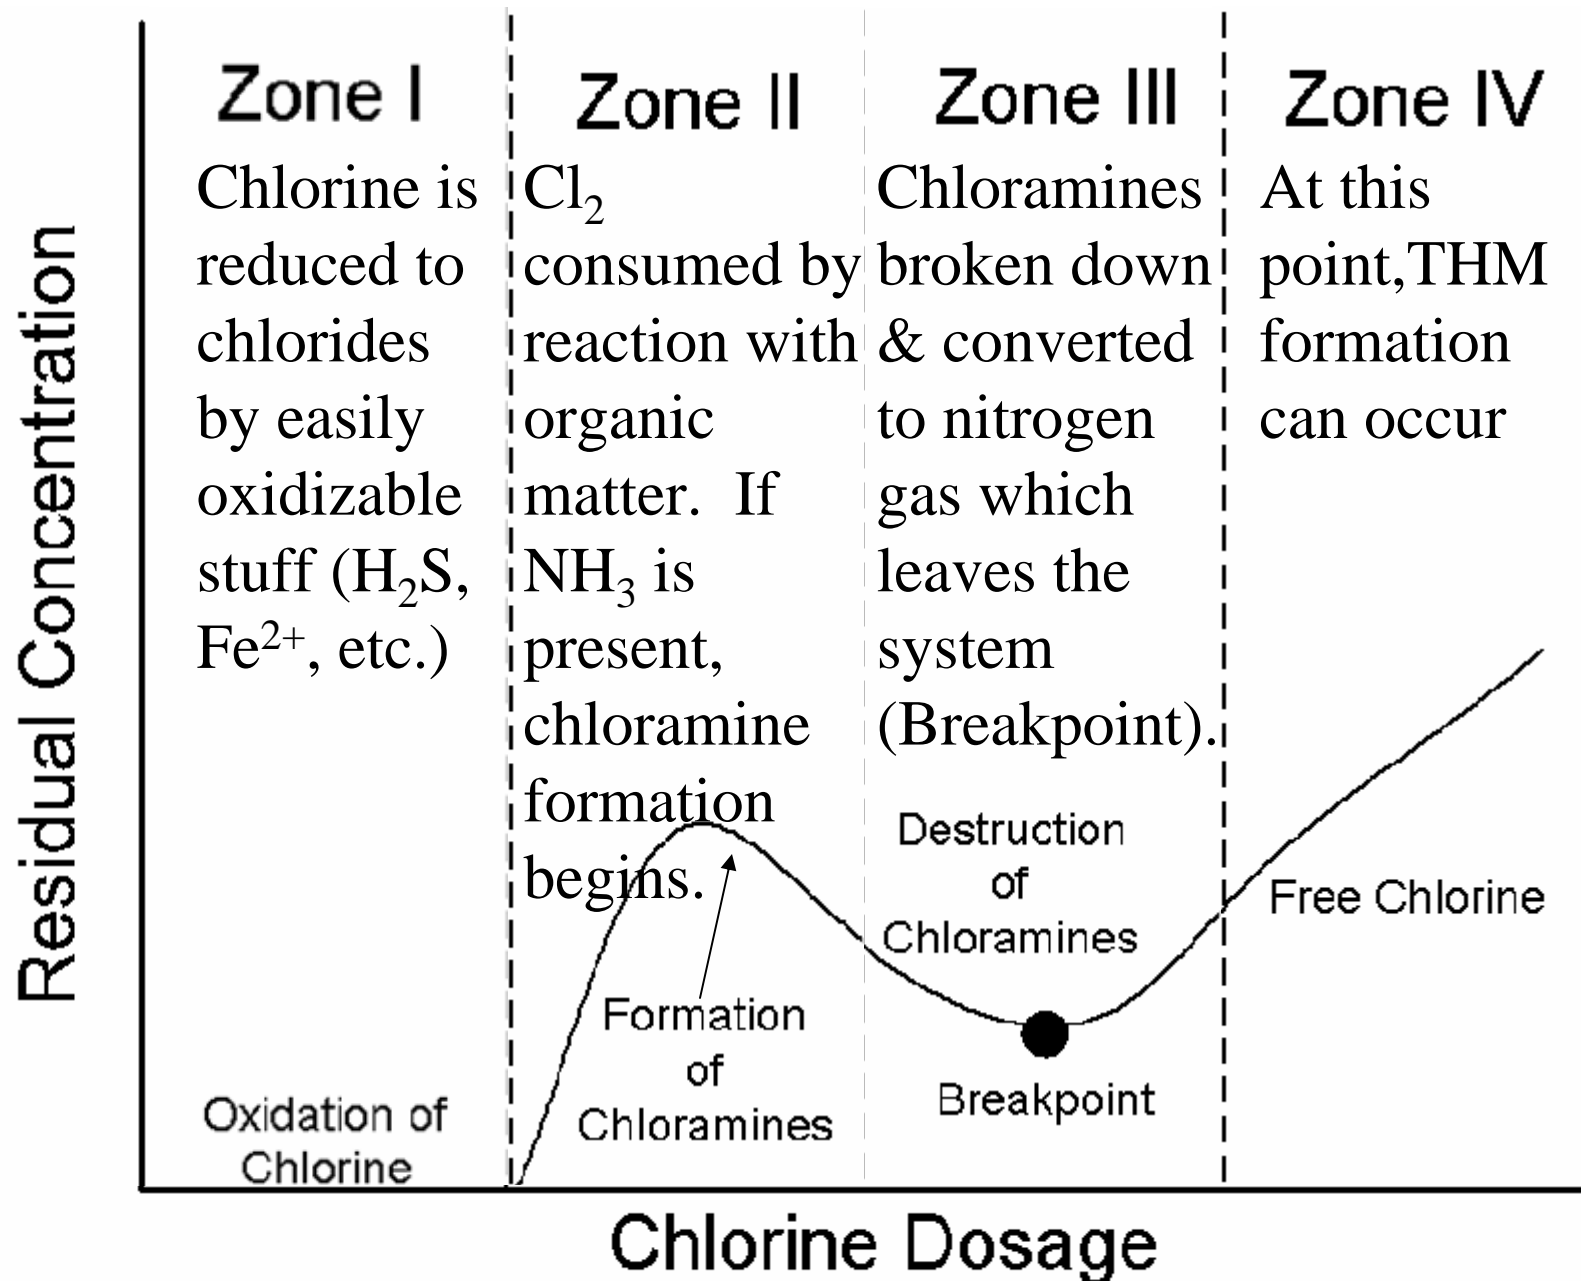 Residual Concentration
Zone I
Chlorine is
reduced to
chlorides
by easily
oxidizable
stuff (H₂S,
Fe²⁺, etc.)
Oxidation of
Chlorine
Zone II
Cl₂
consumed by
reaction with
organic
matter. If
NH₃ is
present,
chloramine
formation
begins.
Formation
of
Chloramines
Zone III
Chloramines
broken down
& converted
to nitrogen
gas which
leaves the
system
(Breakpoint).
Destruction
of
Chloramines
Breakpoint
Zone IV
At this
point,THM
formation
can occur
Free Chlorine
Chlorine Dosage